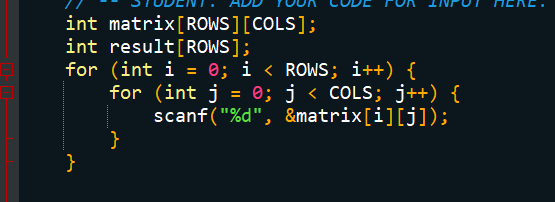 // -- STUDENT: ADD YOUR CODE FOR INPUT HERE.
int matrix[ROWS][COLS];
int result[ROWS];
for (int i = 0; i < ROWS; i++) {
for (int j = 0; j < COLS; j++) {
scanf("%d", &matrix[i][j]);
}
}